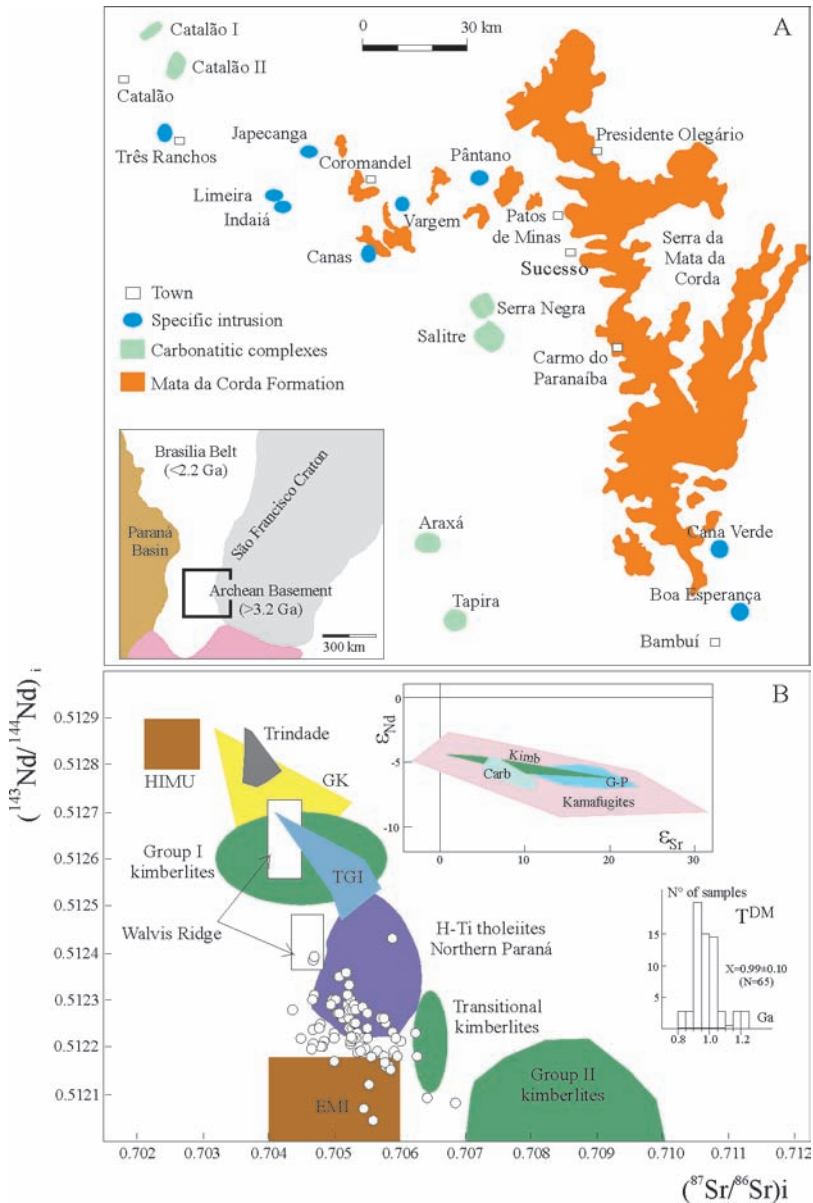 A
0
30 km
Catalão I
Catalão II
Catalão
Três Ranchos
Japecanga
Coromandel
Pântano
Presidente Olegário
Limeira
Indaiá
Vargem
Patos
de Minas
Canas
Sucesso
Serra da
Mata da
Corda
Town
Specific intrusion
Carbonatitic complexes
Mata da Corda Formation
Serra Negra
Salitre
Carmo do
Paranaíba
Brasília Belt
(<2.2 Ga)
São Francisco Craton
Paraná
Basin
Archean Basement
(>3.2 Ga)
300 km
Araxá
Tapira
Cana Verde
Boa Esperança
Bambuí
B
(¹⁴³Nd/¹⁴⁴Nd) i
0.5129
0.5128
0.5127
0.5126
0.5125
0.5124
0.5123
0.5122
0.5121
HIMU
Trindade
GK
Group I
kimberlites
TGI
Walvis Ridge
H-Ti tholeiites
Northern Paraná
Transitional
kimberlites
EMI
Group II
kimberlites
εNd
0
-5
-10
Kimb
Carb
G-P
Kamafugites
0 10 20 30
εSr
N° of samples
TDM
15
10
5
X=0.99±0.10
(N=65)
Ga
0.8 1.0 1.2
0.702 0.703 0.704 0.705 0.706 0.707 0.708 0.709 0.710 0.711 0.712
(⁸⁷Sr/⁸⁶Sr)i